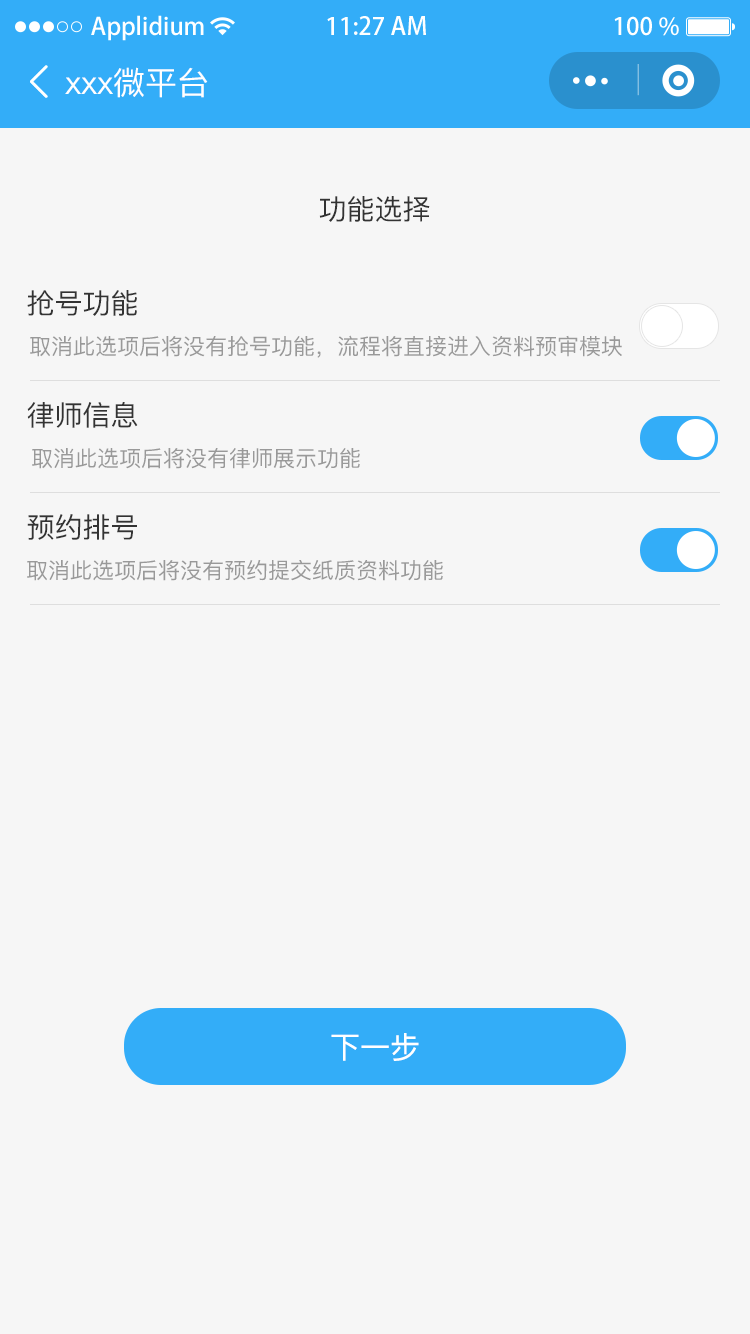 Applidium 11:27 AM 100 %
xxx微平台
功能选择
抢号功能
取消此选项后将没有抢号功能，流程将直接进入资料预审模块
律师信息
取消此选项后将没有律师展示功能
预约排号
取消此选项后将没有预约提交纸质资料功能
下一步